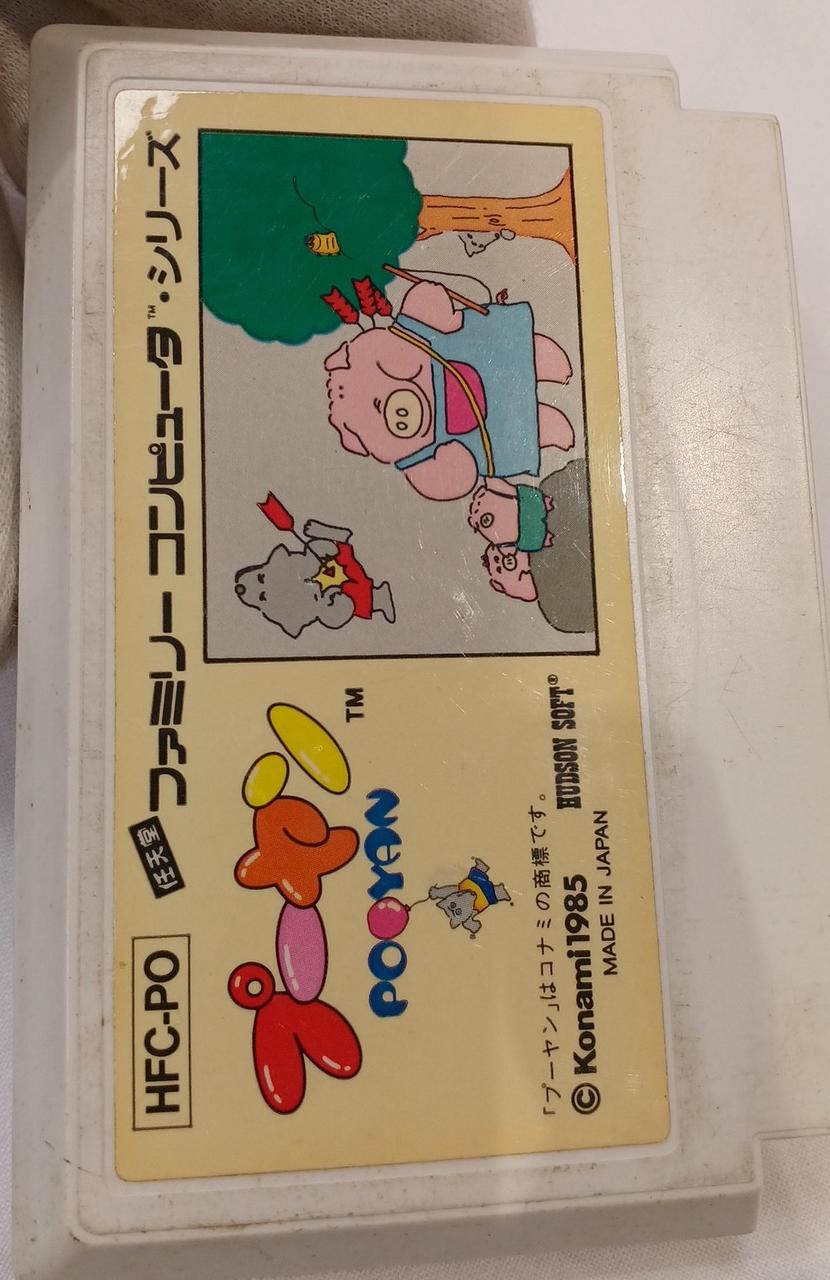 HFC-PO
任天堂
ファミリー コンピュータ™・シリーズ
プーヤン™
POOYAN
「プーヤン」はコナミの商標です。
© Konami 1985 HUDSON SOFT®
MADE IN JAPAN